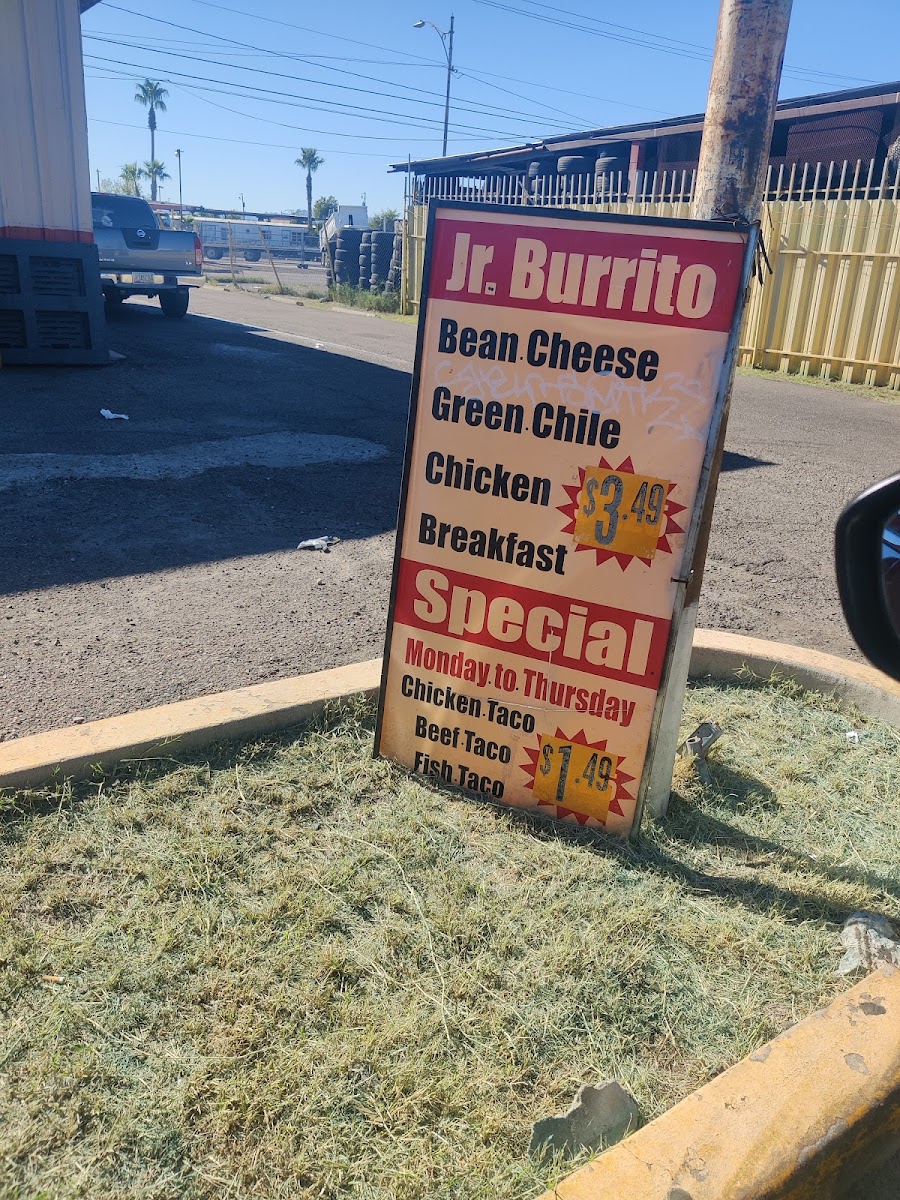 Jr. Burrito
Bean.Cheese
Green.Chile
Chicken
$3.49
Breakfast
Special
Monday.to.Thursday
Chicken.Taco
Beef.Taco
$1.49
Fish.Taco